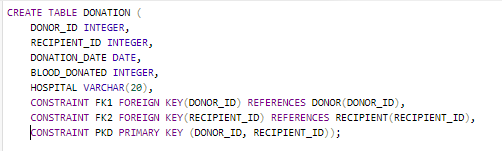 CREATE TABLE DONATION (
DONOR_ID INTEGER,
RECIPIENT_ID INTEGER,
DONATION_DATE DATE,
BLOOD_DONATED INTEGER,
HOSPITAL VARCHAR(20),
CONSTRAINT FK1 FOREIGN KEY(DONOR_ID) REFERENCES DONOR(DONOR_ID),
CONSTRAINT FK2 FOREIGN KEY(RECIPIENT_ID) REFERENCES RECIPIENT(RECIPIENT_ID),
CONSTRAINT PKD PRIMARY KEY (DONOR_ID, RECIPIENT_ID));